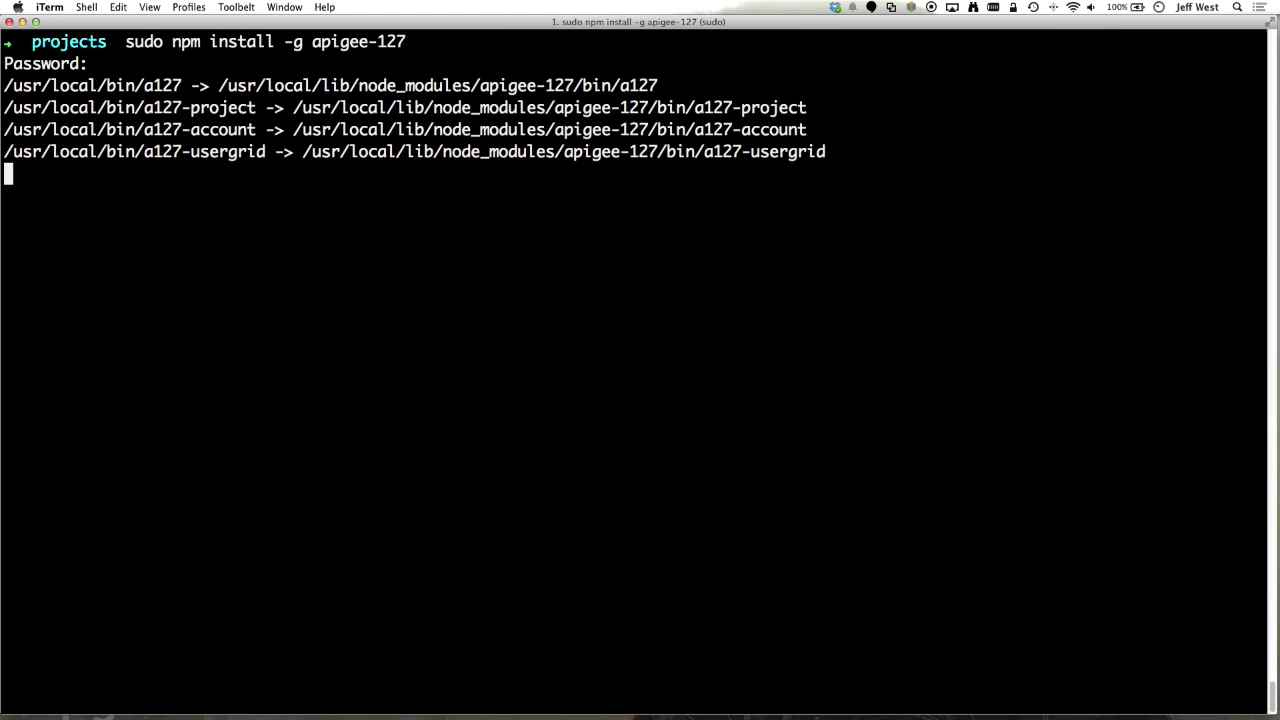 iTerm Shell Edit View Profiles Toolbelt Window Help 100% Jeff West
1. sudo npm install -g apigee-127 (sudo)
→ projects sudo npm install -g apigee-127
Password:
/usr/local/bin/a127 -> /usr/local/lib/node_modules/apigee-127/bin/a127
/usr/local/bin/a127-project -> /usr/local/lib/node_modules/apigee-127/bin/a127-project
/usr/local/bin/a127-account -> /usr/local/lib/node_modules/apigee-127/bin/a127-account
/usr/local/bin/a127-usergrid -> /usr/local/lib/node_modules/apigee-127/bin/a127-usergrid